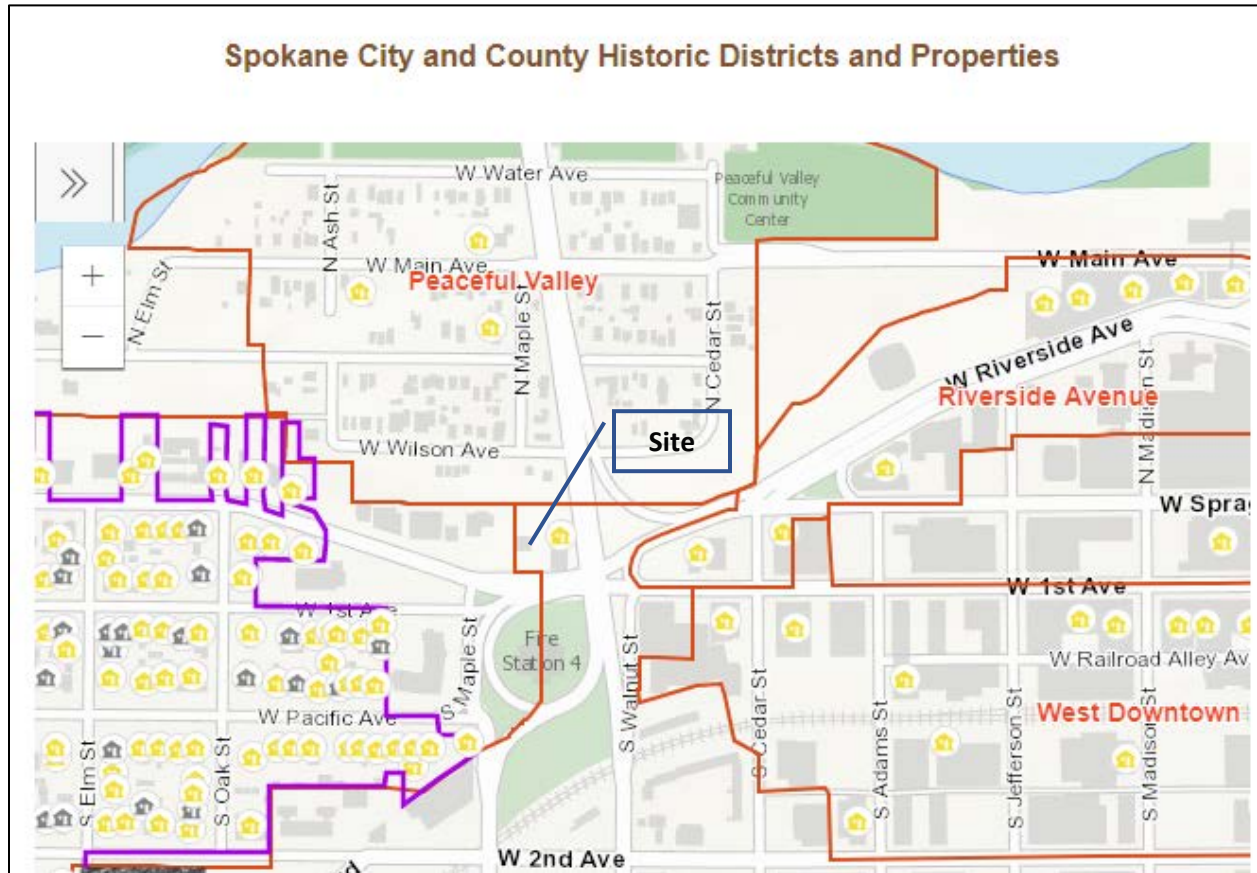 Spokane City and County Historic Districts and Properties
W Water Ave
Peaceful Valley
Community
Center
N Ash St
W Main Ave
Peaceful Valley
W Main Ave
+
−
N Elm St
N Maple St
N Cedar St
W Riverside Ave
Riverside Avenue
N Madison St
W Wilson Ave
Site
W Spra
W 1st Ave
W 1st Ave
Fire
Station 4
S Maple St
S Walnut St
W Railroad Alley Av
W Pacific Ave
S Cedar St
S Adams St
S Jefferson St
S Madison St
West Downtown
S Elm St
S Oak St
W 2nd Ave